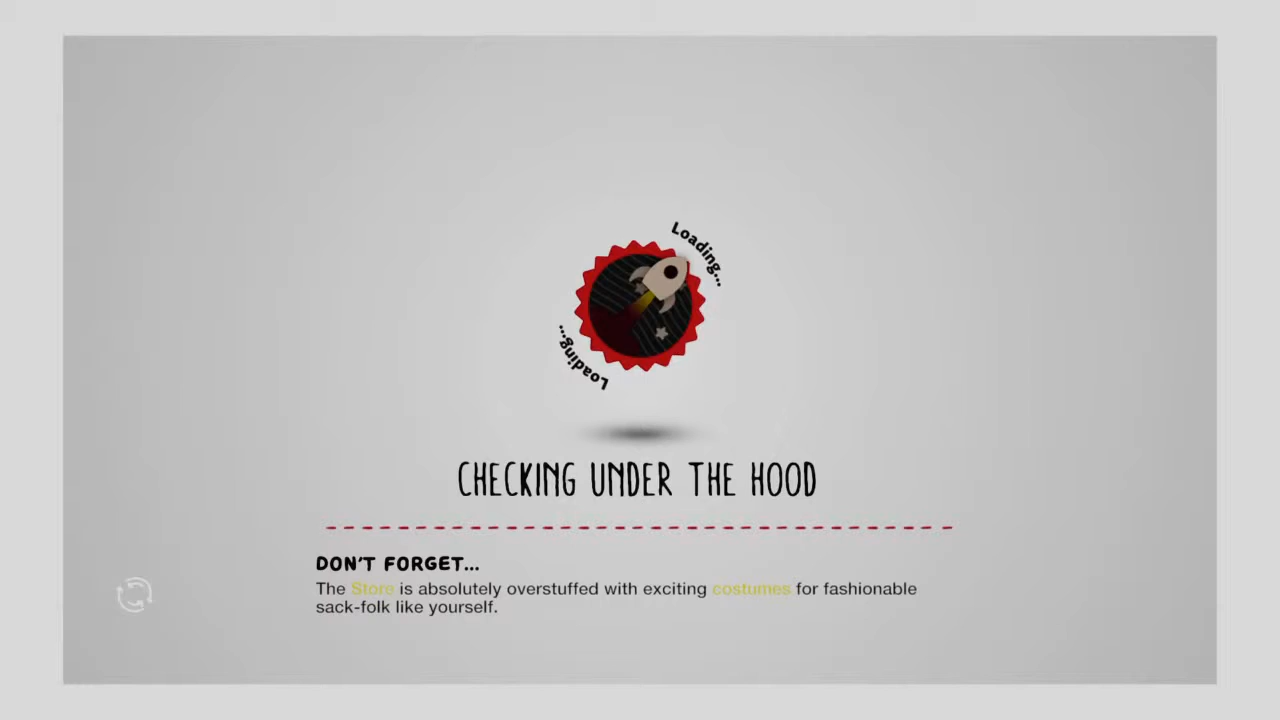 Loading...
Loading...
CHECKING UNDER THE HOOD
DON'T FORGET...
The Store is absolutely overstuffed with exciting costumes for fashionable
sack-folk like yourself.